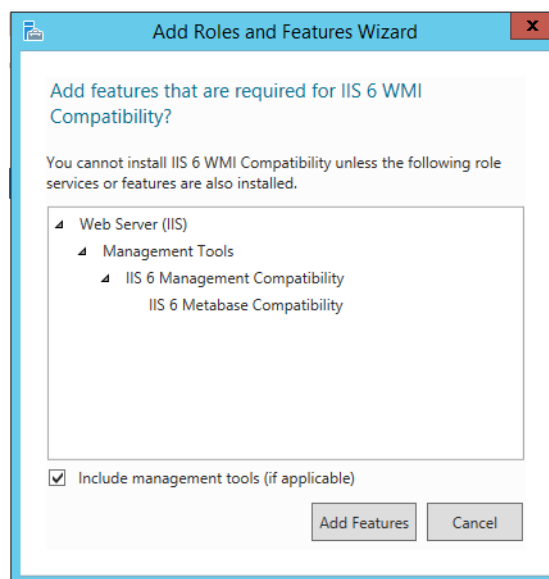 Add Roles and Features Wizard
x
Add features that are required for IIS 6 WMI
Compatibility?
You cannot install IIS 6 WMI Compatibility unless the following role
services or features are also installed.
Web Server (IIS)
Management Tools
IIS 6 Management Compatibility
IIS 6 Metabase Compatibility
Include management tools (if applicable)
Add Features
Cancel